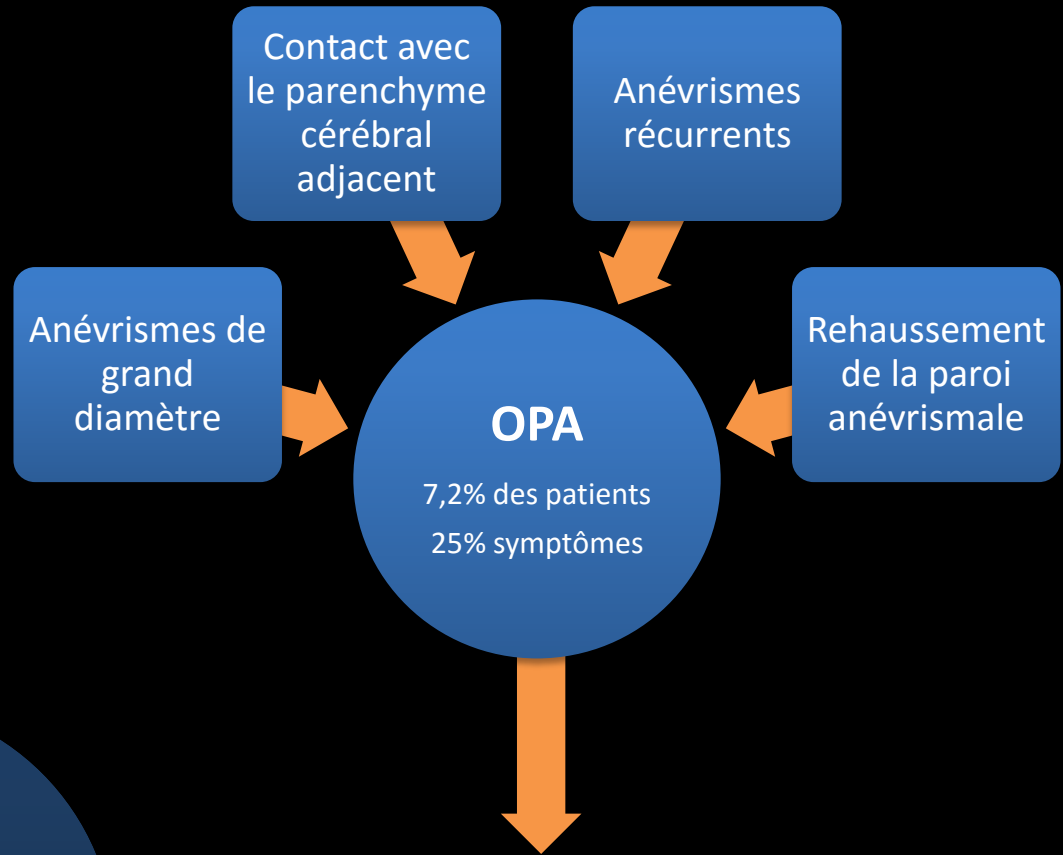 Contact avec
le parenchyme
cérébral
adjacent
Anévrismes
récurrents
Anévrismes de
grand
diamètre
Rehaussement
de la paroi
anévrismale
OPA
7,2% des patients
25% symptômes